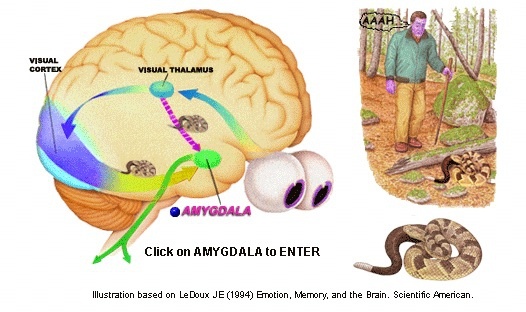 AAAH...
VISUAL
CORTEX
VISUAL THALAMUS
AMYGDALA
Click on AMYGDALA to ENTER
Illustration based on LeDoux JE (1994) Emotion, Memory, and the Brain. Scientific American.